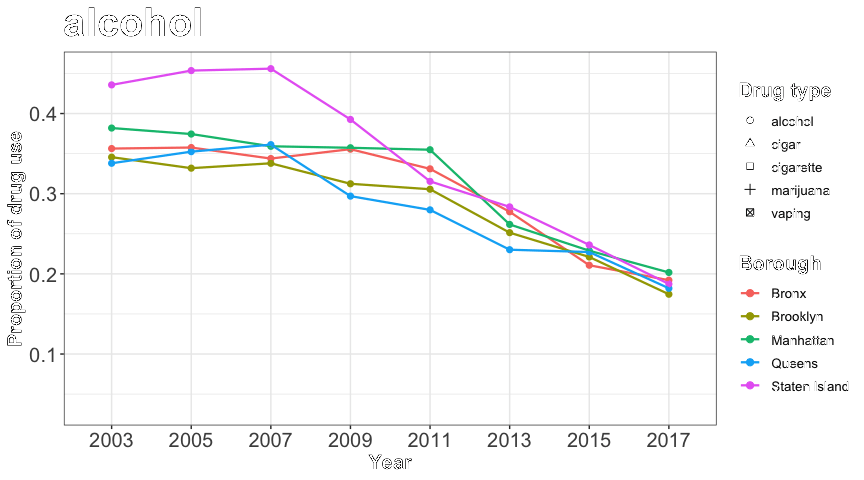 alcohol
Proportion of drug use
0.4
0.3
0.2
0.1
2003 2005 2007 2009 2011 2013 2015 2017
Year
Drug type
alcohol
cigar
cigarette
marijuana
vaping
Borough
Bronx
Brooklyn
Manhattan
Queens
Staten Island